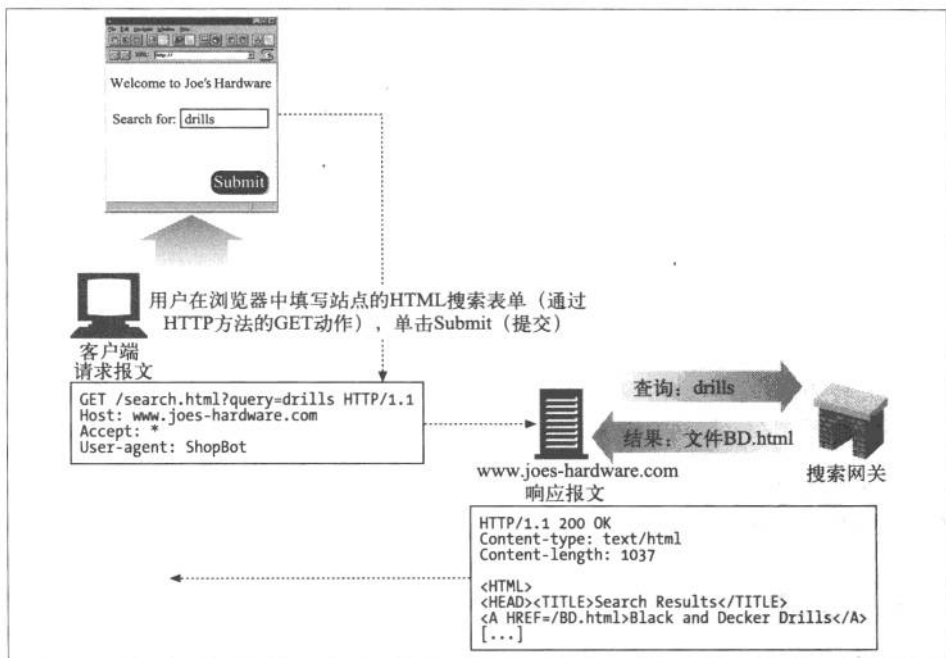 Welcome to Joe's Hardware
Search for: drills
Submit
用户在浏览器中填写站点的HTML搜索表单（通过
HTTP方法的GET动作），单击Submit（提交）
客户端
请求报文
GET /search.html?query=drills HTTP/1.1
Host: www.joes-hardware.com
Accept: *
User-agent: ShopBot
查询：drills
结果：文件BD.html
www.joes-hardware.com
搜索网关
响应报文
HTTP/1.1 200 OK
Content-type: text/html
Content-length: 1037
<HTML>
<HEAD><TITLE>Search Results</TITLE>
<A HREF=/BD.html>Black and Decker Drills</A>
[...]